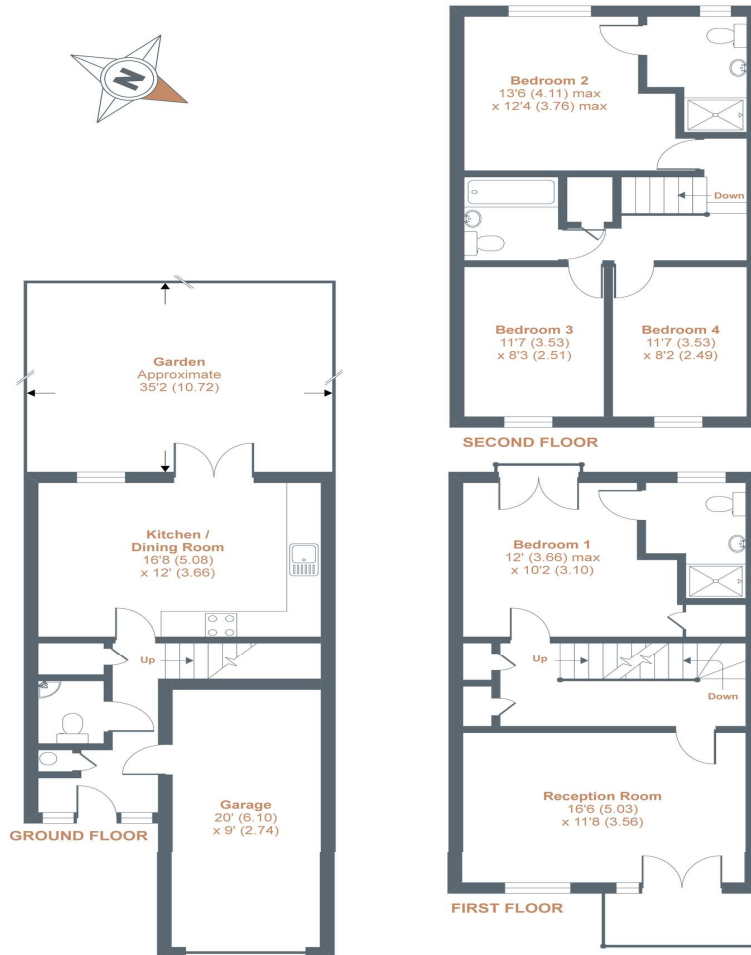 N
Bedroom 2
13'6 (4.11) max
x 12'4 (3.76) max
Down
Bedroom 3
11'7 (3.53)
x 8'3 (2.51)
Bedroom 4
11'7 (3.53)
x 8'2 (2.49)
SECOND FLOOR
Garden
Approximate
35'2 (10.72)
Kitchen /
Dining Room
16'8 (5.08)
x 12' (3.66)
Up
Garage
20' (6.10)
x 9' (2.74)
GROUND FLOOR
Bedroom 1
12' (3.66) max
x 10'2 (3.10)
Up
Down
Reception Room
16'6 (5.03)
x 11'8 (3.56)
FIRST FLOOR